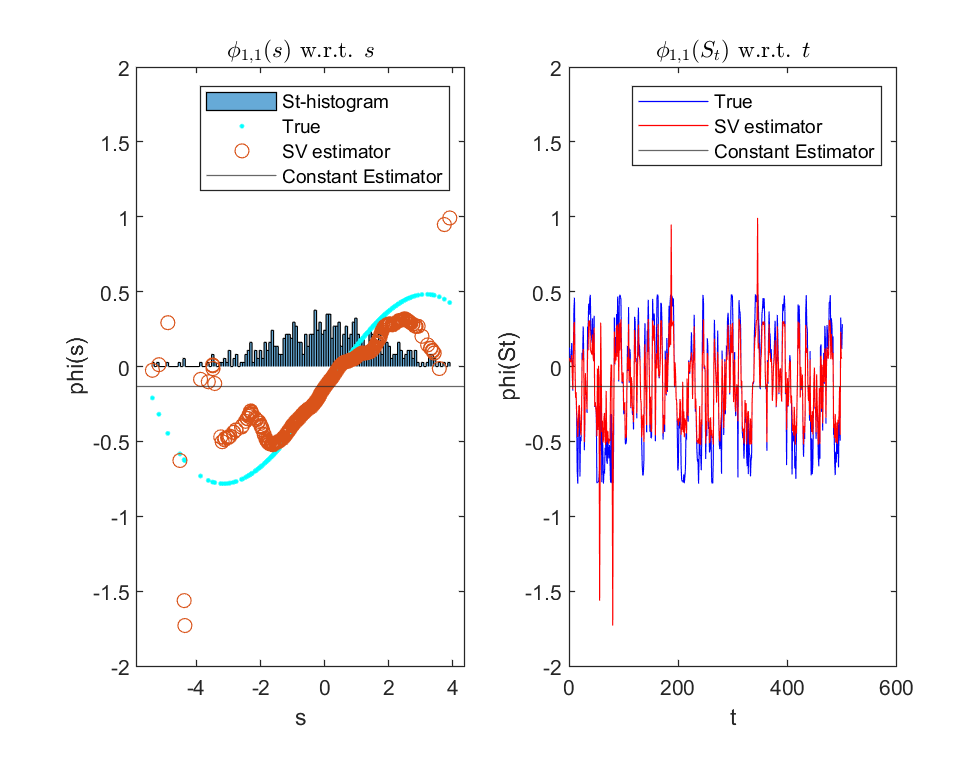 ϕ1,1(s) w.r.t. s
2
1.5
1
0.5
0
-0.5
-1
-1.5
-2
-4
-2
0
2
4
s
phi(s)
St-histogram
True
SV estimator
Constant Estimator
ϕ1,1(St) w.r.t. t
2
1.5
1
0.5
0
-0.5
-1
-1.5
-2
0
200
400
600
t
phi(St)
True
SV estimator
Constant Estimator